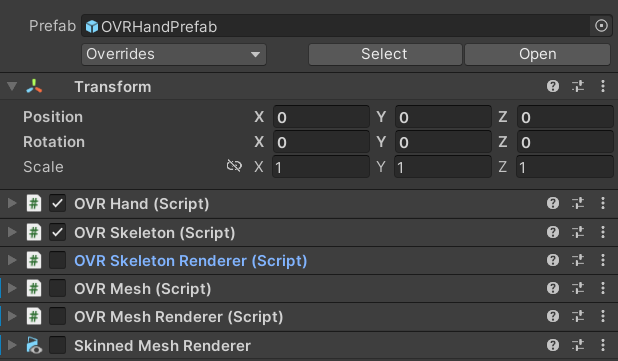 Prefab OVRHandPrefab
Overrides Select Open
Transform
Position X 0 Y 0 Z 0
Rotation X 0 Y 0 Z 0
Scale X 1 Y 1 Z 1
# OVR Hand (Script)
# OVR Skeleton (Script)
# OVR Skeleton Renderer (Script)
# OVR Mesh (Script)
# OVR Mesh Renderer (Script)
Skinned Mesh Renderer